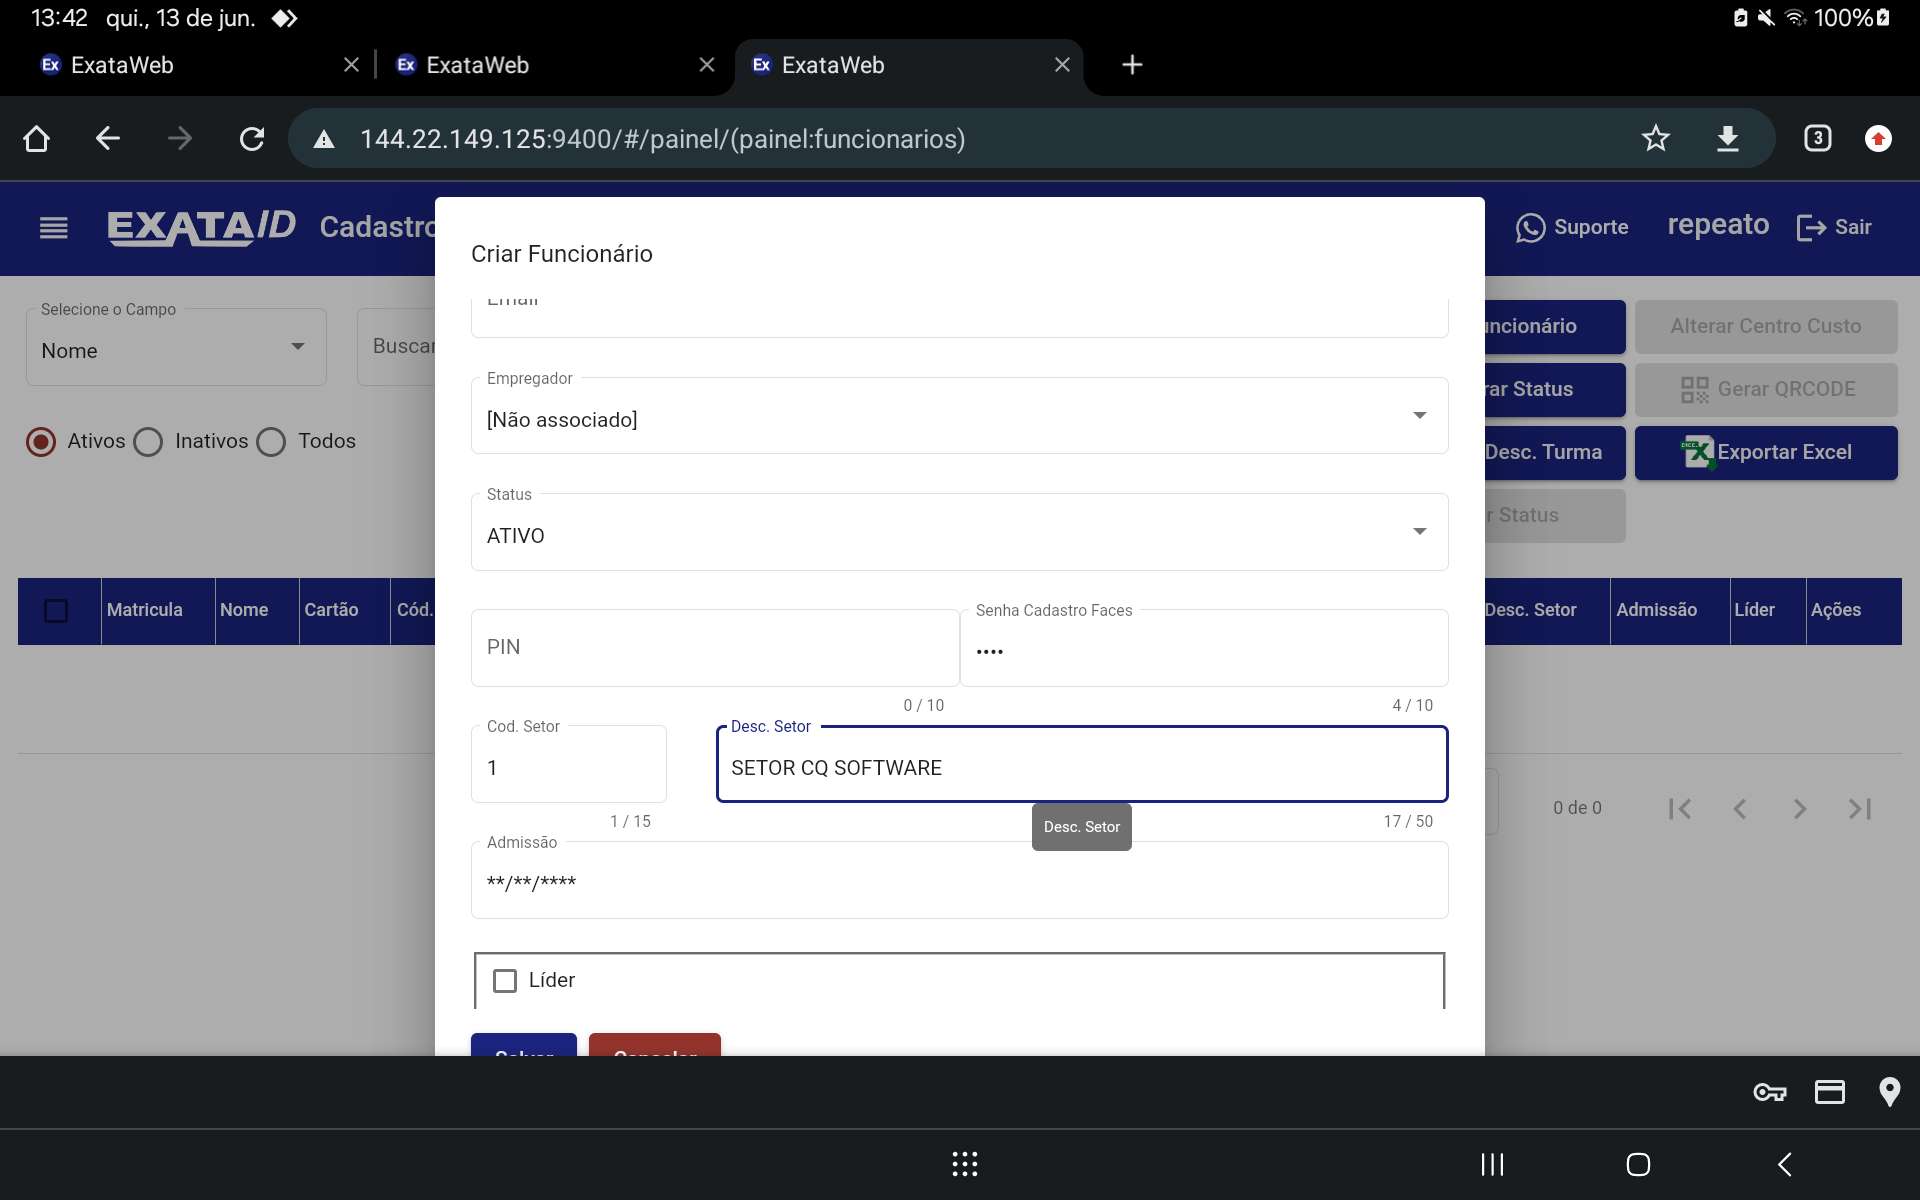 13:42 qui., 13 de jun. 100%
Ex ExataWeb Ex ExataWeb Ex ExataWeb
144.22.149.125:9400/#/painel/(painel:funcionarios) 3
EXATA/D Cadastro Suporte repeato Sair
Criar Funcionário
Selecione o Campo
Nome
Buscar
Email
uncionário Alterar Centro Custo
Empregador
[Não associado]
rar Status Gerar QRCODE
Ativos Inativos Todos
Desc. Turma Exportar Excel
Status
ATIVO
r Status
Matricula Nome Cartão Cód. Desc. Setor Admissão Líder Ações
PIN
Senha Cadastro Faces
••••
0 / 10 4 / 10
Cod. Setor
1
Desc. Setor
SETOR CQ SOFTWARE
0 de 0
1 / 15 Desc. Setor 17 / 50
Admissão
**/**/****
Líder
Salvar Cancelar